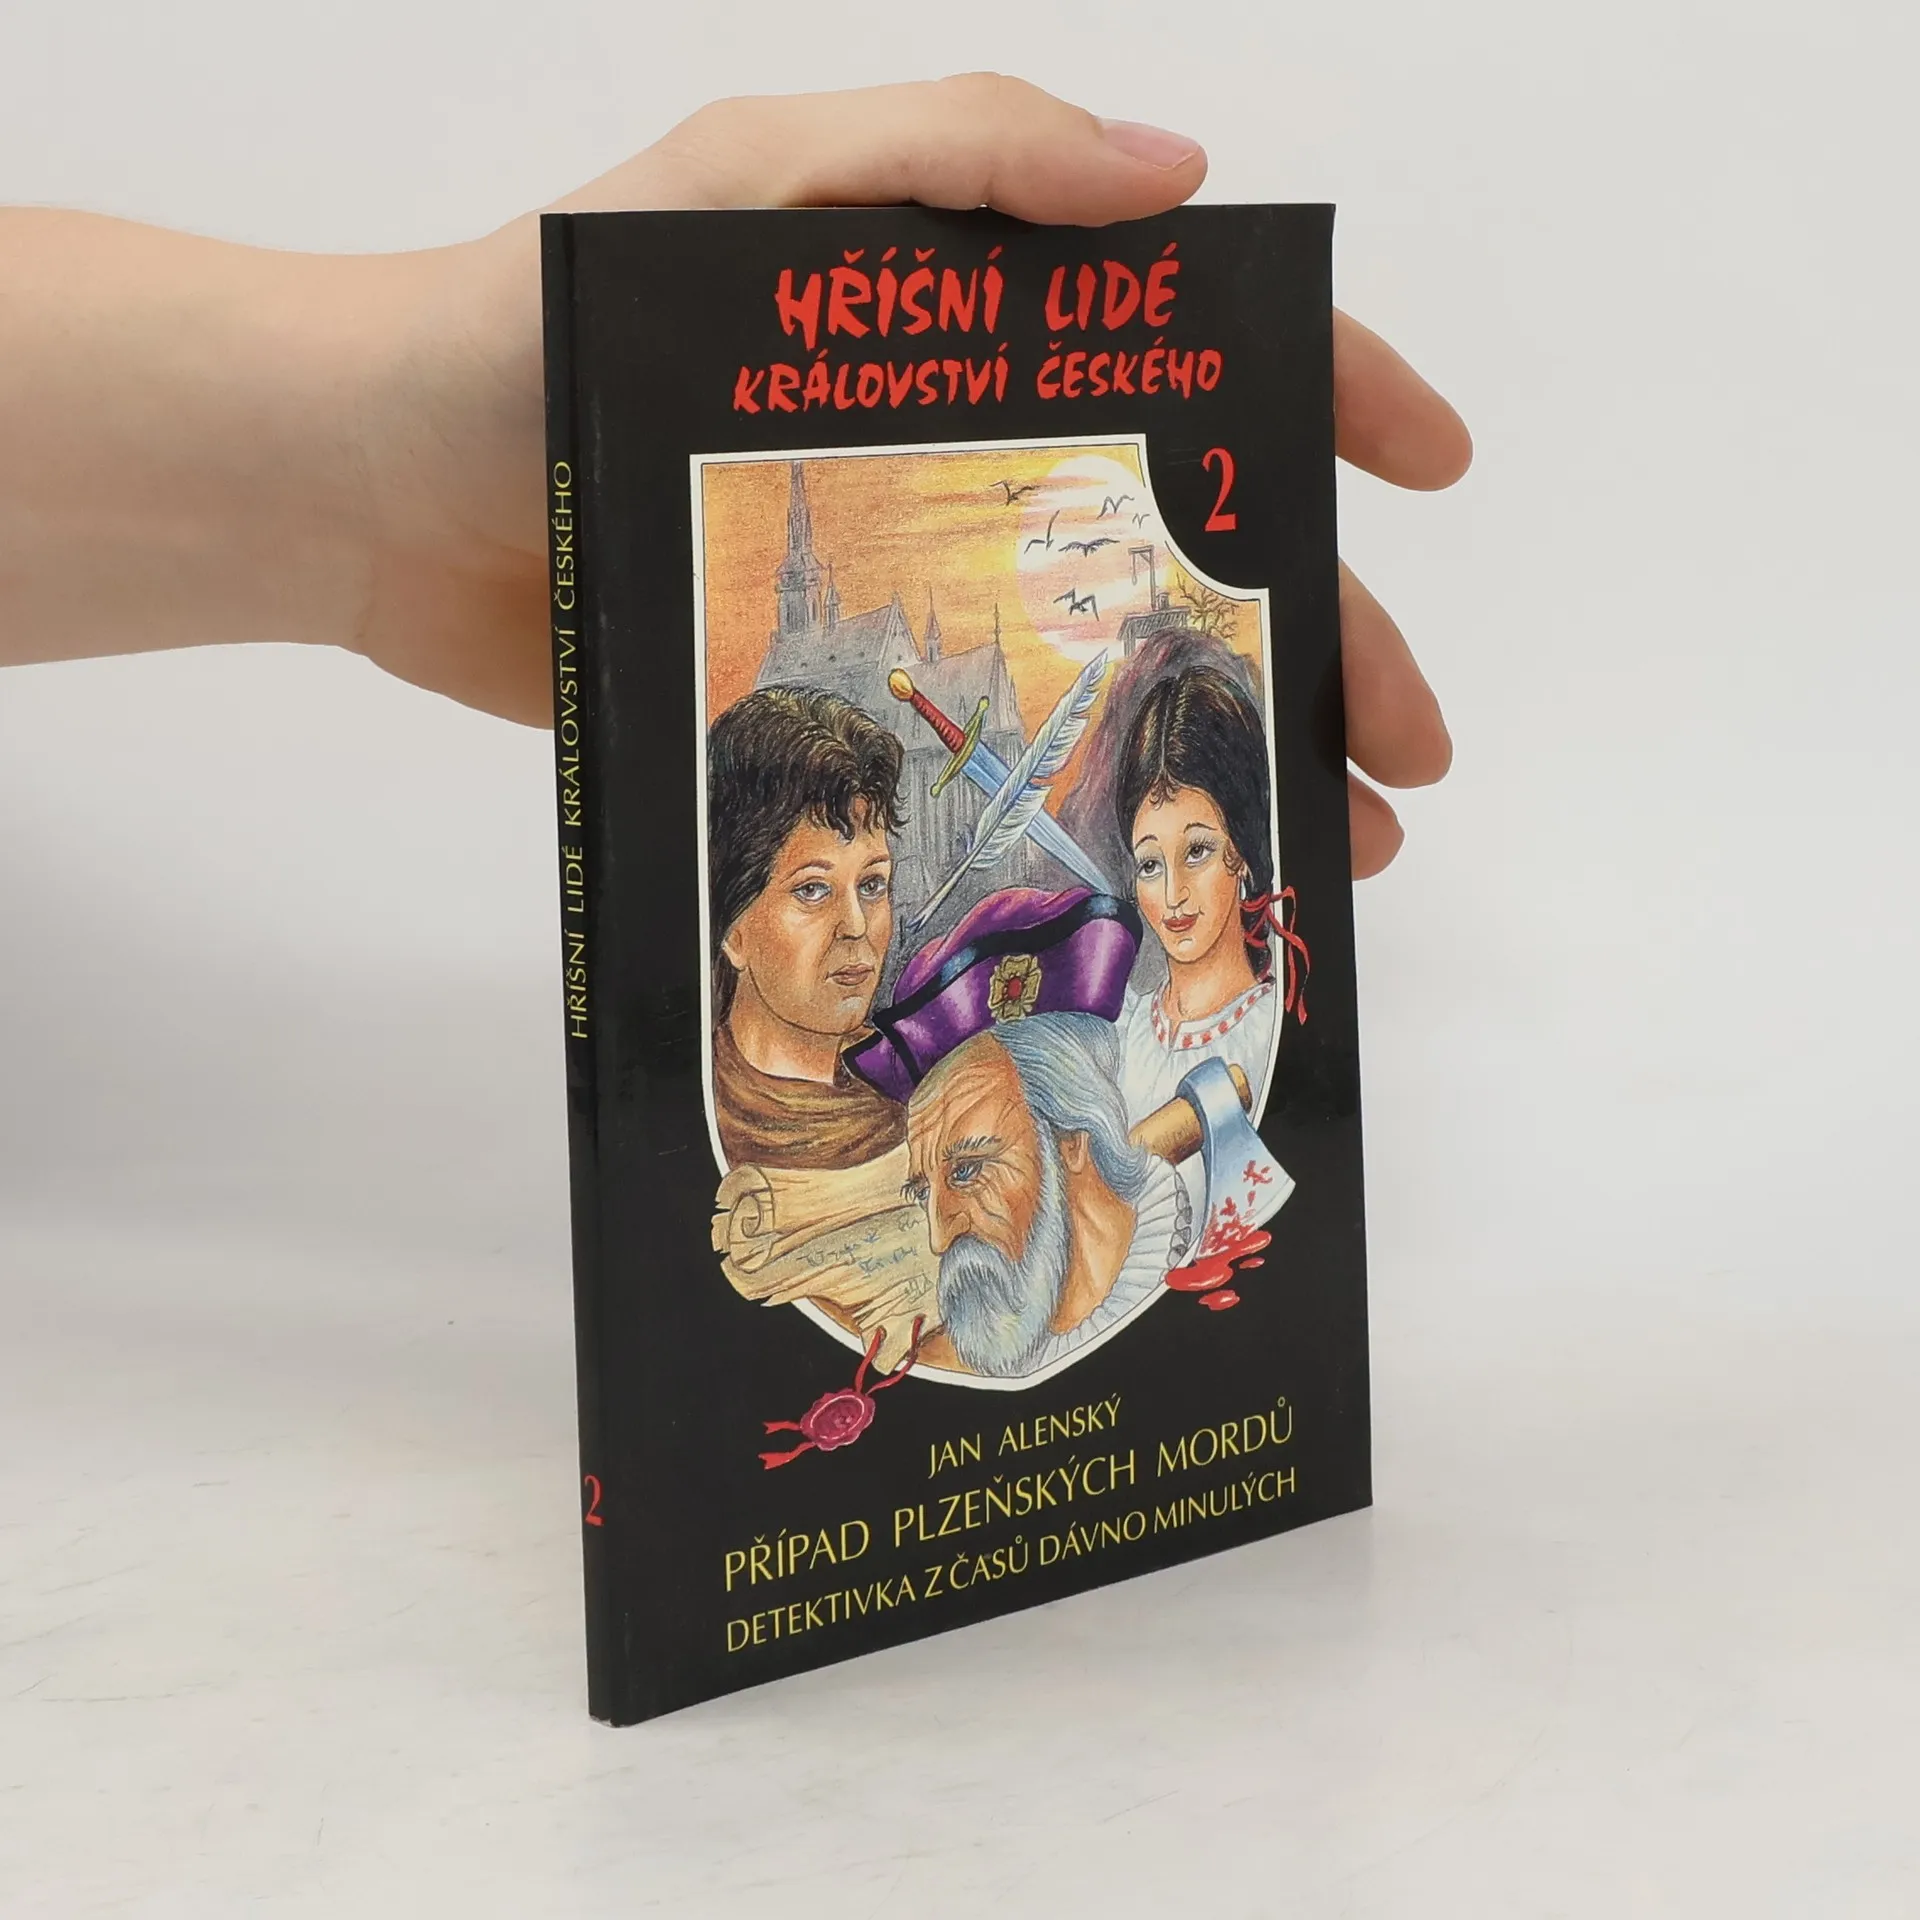 HŘÍŠNÍ LIDÉ
KRÁLOVSTVÍ ČESKÉHO
2
JAN ALENSKÝ
PŘÍPAD PLZEŇSKÝCH MORDŮ
DETEKTIVKA Z ČASŮ DÁVNO MINULÝCH
HŘÍŠNÍ LIDÉ KRÁLOVSTVÍ ČESKÉHO
2